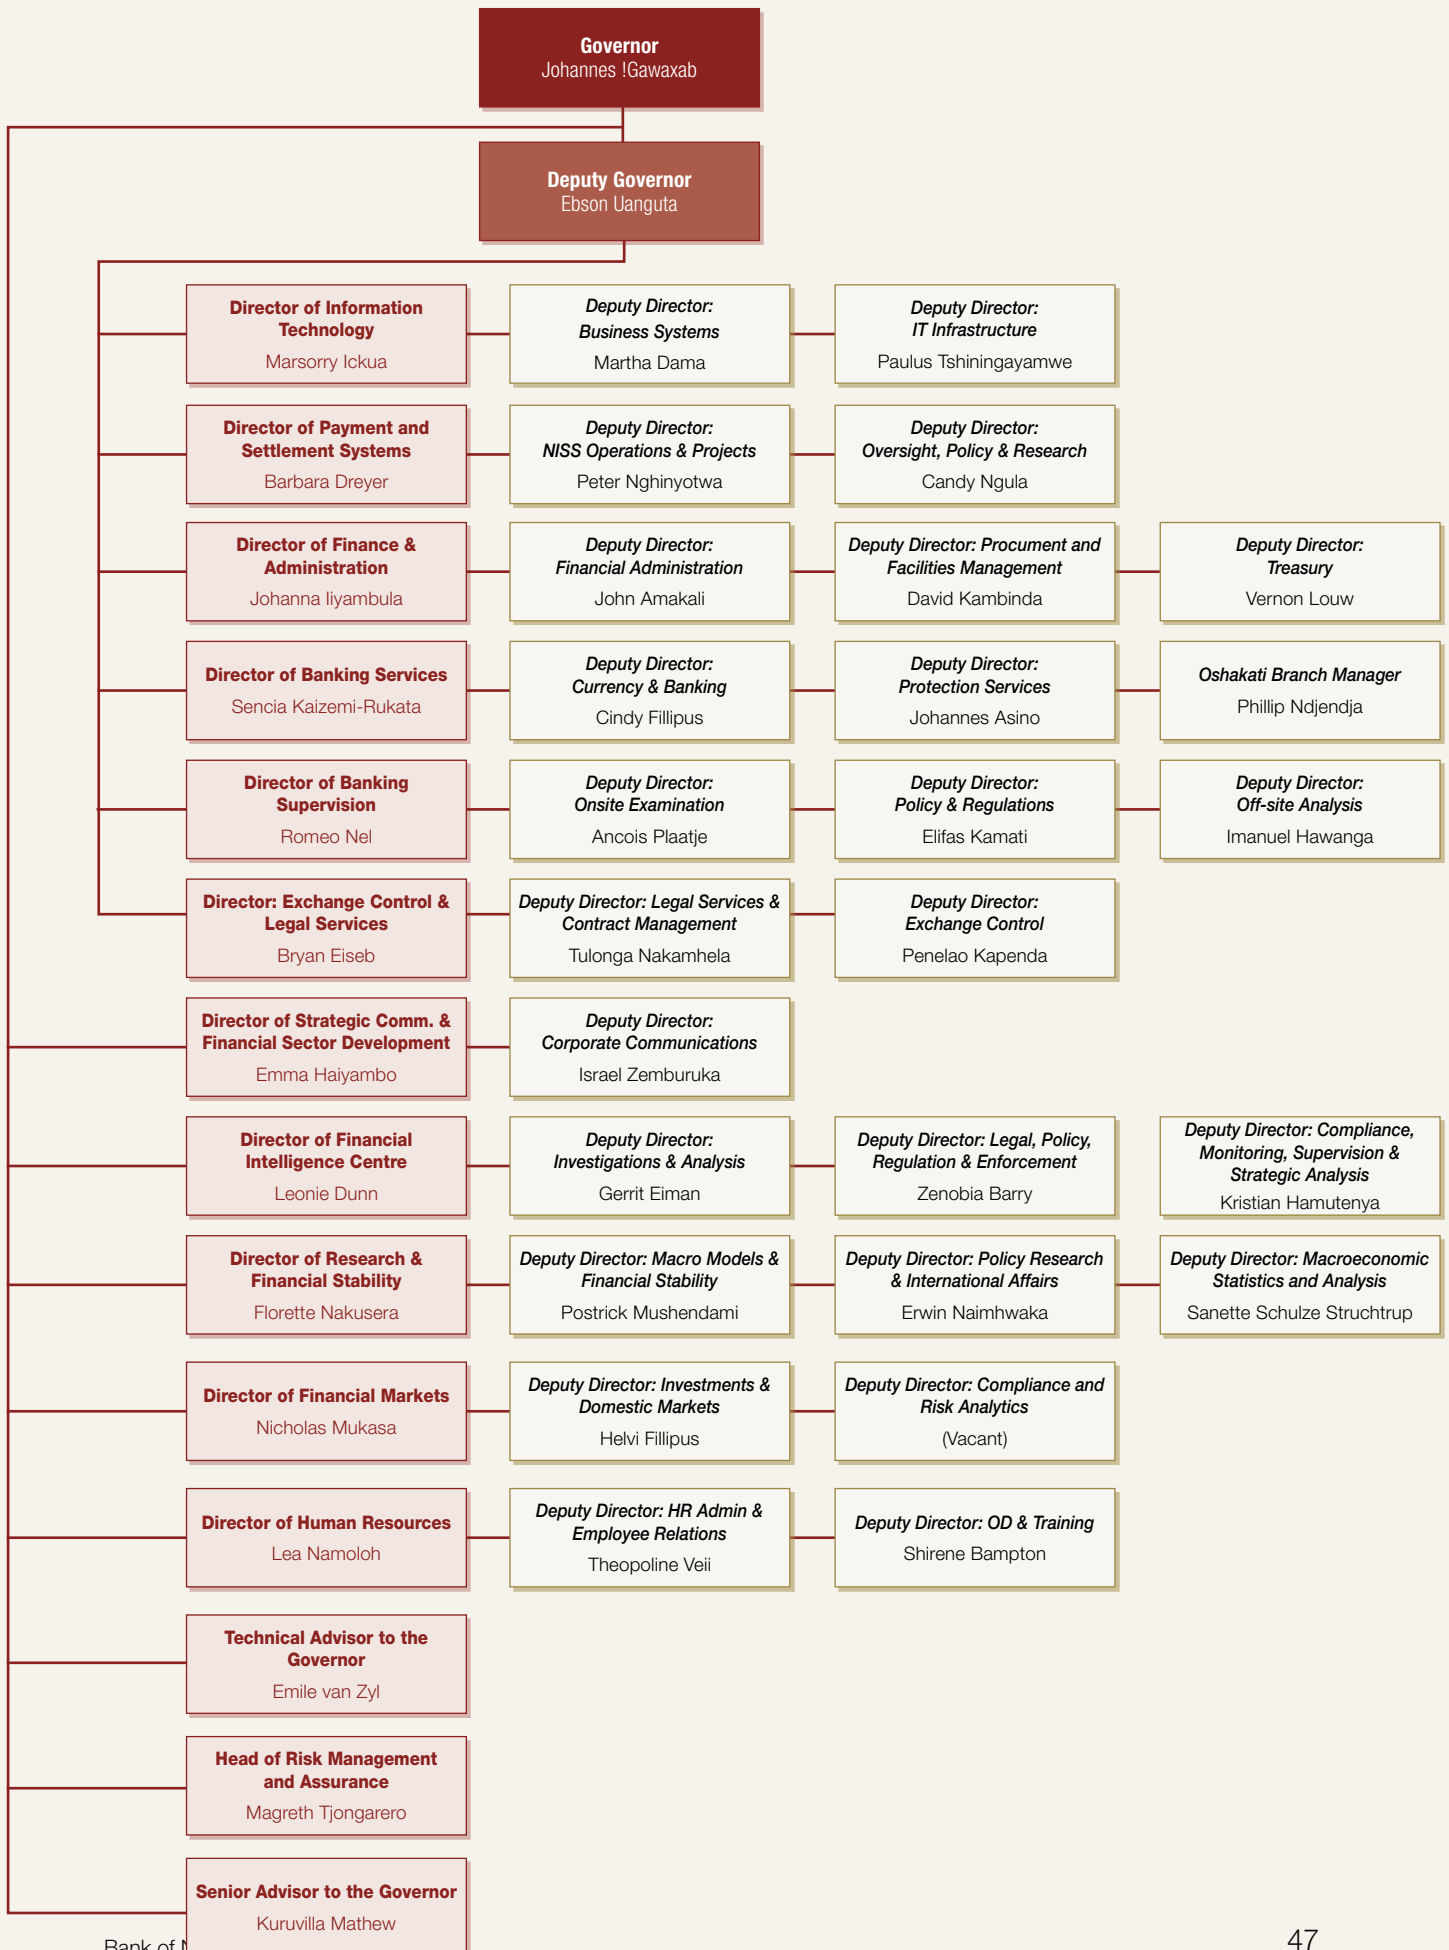 Governor
Johannes !Gawaxab
Deputy Governor
Ebson Uanguta
Director of Information
Technology
Marsorry Ickua
Deputy Director:
Business Systems
Martha Dama
Deputy Director:
IT Infrastructure
Paulus Tshiningayamwe
Director of Payment and
Settlement Systems
Barbara Dreyer
Deputy Director:
NISS Operations & Projects
Peter Nghinyotwa
Deputy Director:
Oversight, Policy & Research
Candy Ngula
Director of Finance &
Administration
Johanna Iiyambula
Deputy Director:
Financial Administration
John Amakali
Deputy Director: Procument and
Facilities Management
David Kambinda
Deputy Director:
Treasury
Vernon Louw
Director of Banking Services
Sencia Kaizemi-Rukata
Deputy Director:
Currency & Banking
Cindy Fillipus
Deputy Director:
Protection Services
Johannes Asino
Oshakati Branch Manager
Phillip Ndjendja
Director of Banking
Supervision
Romeo Nel
Deputy Director:
Onsite Examination
Ancois Plaatje
Deputy Director:
Policy & Regulations
Elifas Kamati
Deputy Director:
Off-site Analysis
Imanuel Hawanga
Director: Exchange Control &
Legal Services
Bryan Eiseb
Deputy Director: Legal Services &
Contract Management
Tulonga Nakamhela
Deputy Director:
Exchange Control
Penelao Kapenda
Director of Strategic Comm. &
Financial Sector Development
Emma Haiyambo
Deputy Director:
Corporate Communications
Israel Zemburuka
Director of Financial
Intelligence Centre
Leonie Dunn
Deputy Director:
Investigations & Analysis
Gerrit Eiman
Deputy Director: Legal, Policy,
Regulation & Enforcement
Zenobia Barry
Deputy Director: Compliance,
Monitoring, Supervision &
Strategic Analysis
Kristian Hamutenya
Director of Research &
Financial Stability
Florette Nakusera
Deputy Director: Macro Models &
Financial Stability
Postrick Mushendami
Deputy Director: Policy Research
& International Affairs
Erwin Naimhwaka
Deputy Director: Macroeconomic
Statistics and Analysis
Sanette Schulze Struchtrup
Director of Financial Markets
Nicholas Mukasa
Deputy Director: Investments &
Domestic Markets
Helvi Fillipus
Deputy Director: Compliance and
Risk Analytics
(Vacant)
Director of Human Resources
Lea Namoloh
Deputy Director: HR Admin &
Employee Relations
Theopoline Veii
Deputy Director: OD & Training
Shirene Bampton
Technical Advisor to the
Governor
Emile van Zyl
Head of Risk Management
and Assurance
Magreth Tjongarero
Senior Advisor to the Governor
Kuruvilla Mathew
Bank of
47